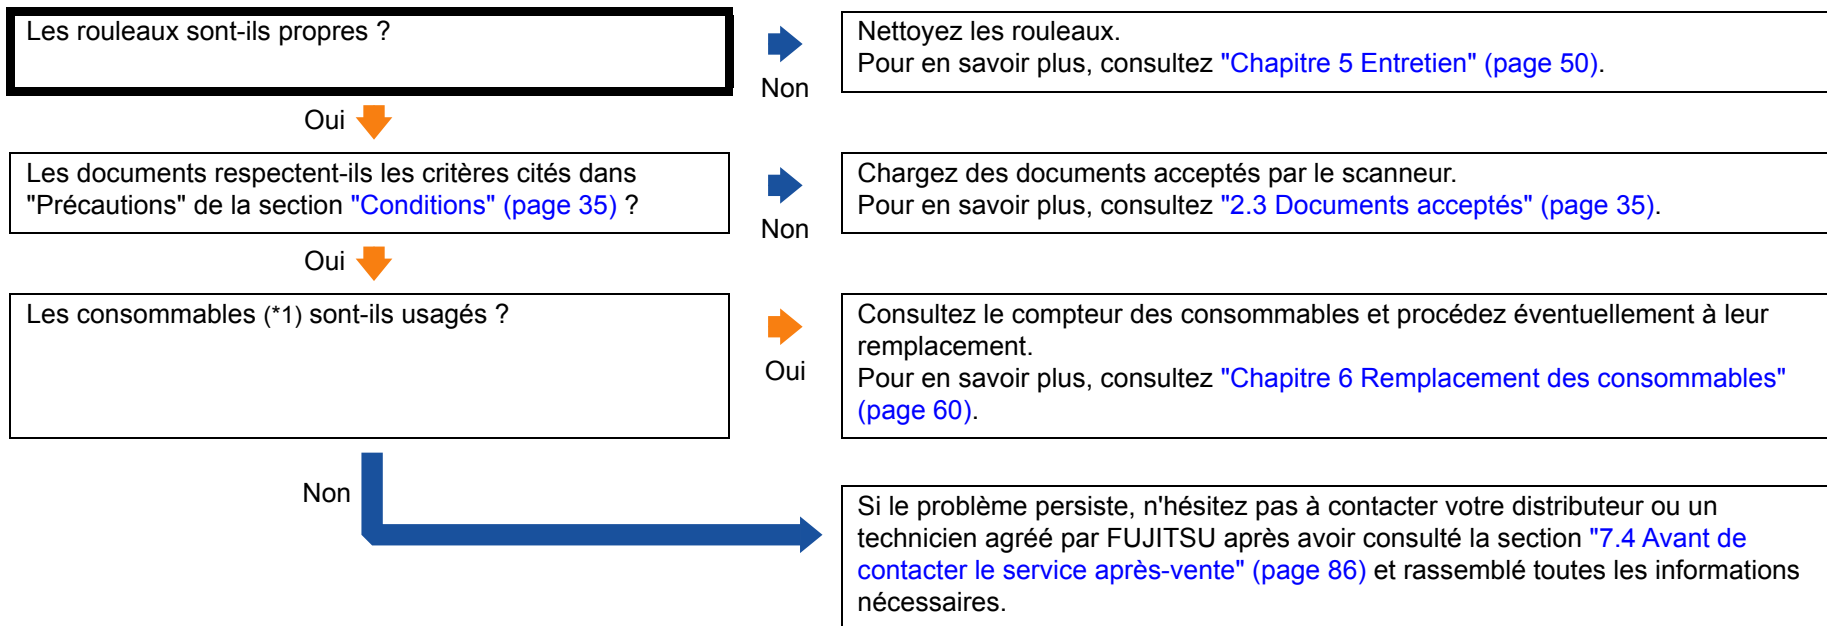 Les rouleaux sont-ils propres ?
Non
Nettoyez les rouleaux.
Pour en savoir plus, consultez "Chapitre 5 Entretien" (page 50).
Oui
Les documents respectent-ils les critères cités dans
"Précautions" de la section "Conditions" (page 35) ?
Non
Chargez des documents acceptés par le scanneur.
Pour en savoir plus, consultez "2.3 Documents acceptés" (page 35).
Oui
Les consommables (*1) sont-ils usagés ?
Oui
Consultez le compteur des consommables et procédez éventuellement à leur
remplacement.
Pour en savoir plus, consultez "Chapitre 6 Remplacement des consommables"
(page 60).
Non
Si le problème persiste, n'hésitez pas à contacter votre distributeur ou un
technicien agréé par FUJITSU après avoir consulté la section "7.4 Avant de
contacter le service après-vente" (page 86) et rassemblé toutes les informations
nécessaires.